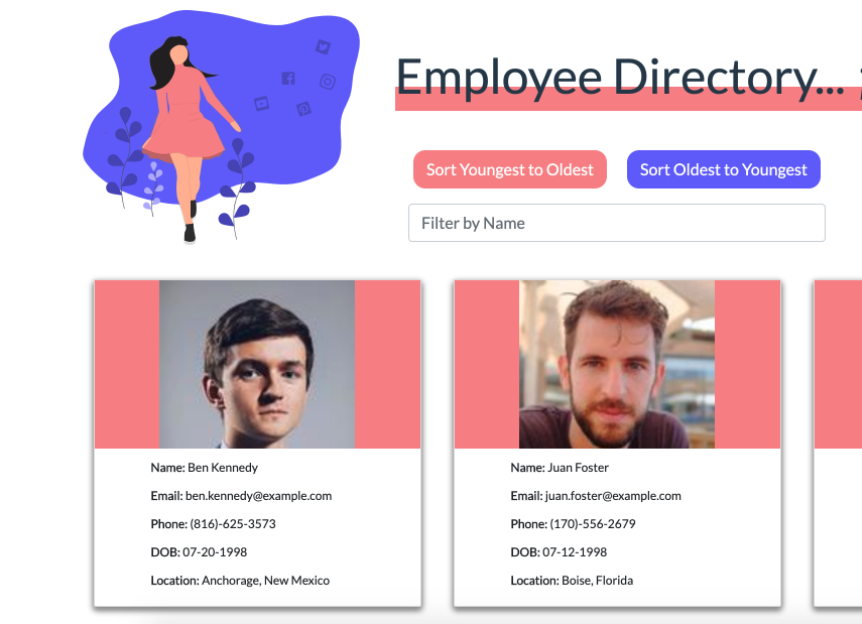 Employee Directory...
Sort Youngest to Oldest
Sort Oldest to Youngest
Filter by Name
Name: Ben Kennedy
Email: ben.kennedy@example.com
Phone: (816)-625-3573
DOB: 07-20-1998
Location: Anchorage, New Mexico
Name: Juan Foster
Email: juan.foster@example.com
Phone: (170)-556-2679
DOB: 07-12-1998
Location: Boise, Florida